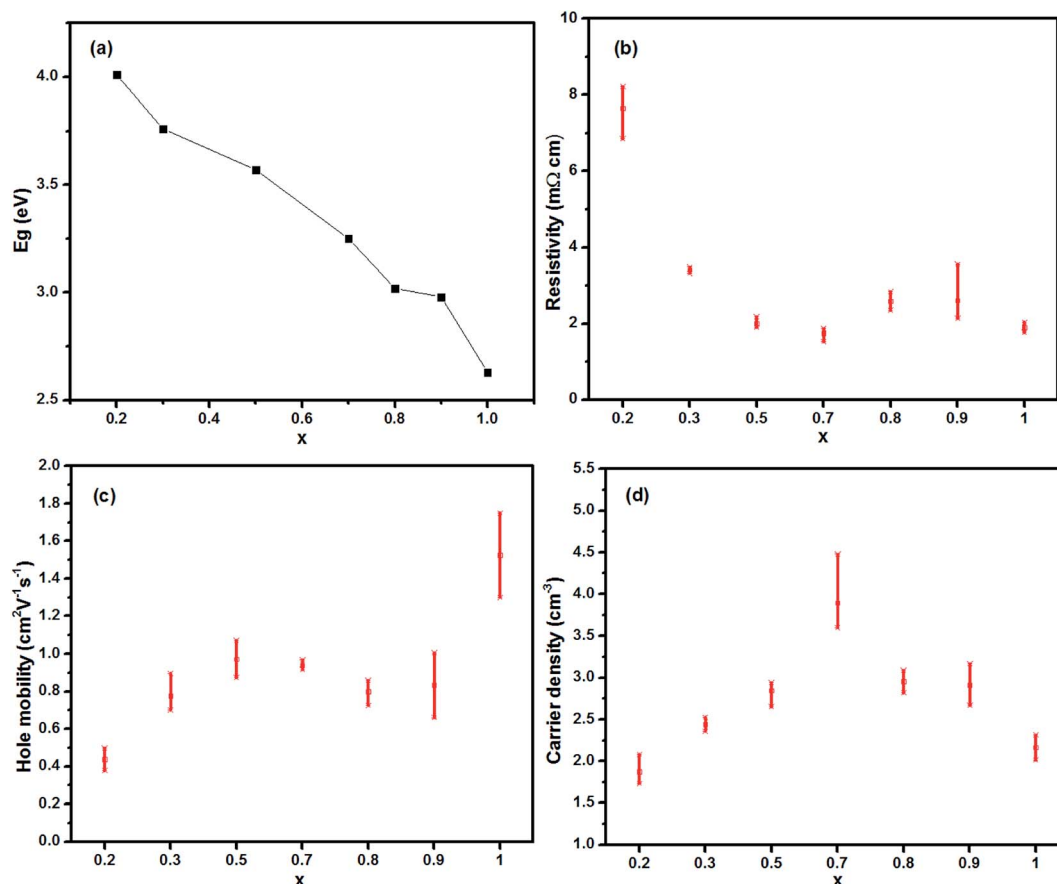 (a)
Eg (eV)
4.0
3.5
3.0
2.5
0.2 0.4 0.6 0.8 1.0
x
(b)
Resistivity (mΩ cm)
10
8
6
4
2
0
0.2 0.3 0.5 0.7 0.8 0.9 1
x
(c)
Hole mobility (cm²V⁻¹s⁻¹)
2.0
1.8
1.6
1.4
1.2
1.0
0.8
0.6
0.4
0.2
0.0
0.2 0.3 0.5 0.7 0.8 0.9 1
x
(d)
Carrier density (cm⁻³)
5.5
5.0
4.5
4.0
3.5
3.0
2.5
2.0
1.5
1.0
0.2 0.3 0.5 0.7 0.8 0.9 1
x